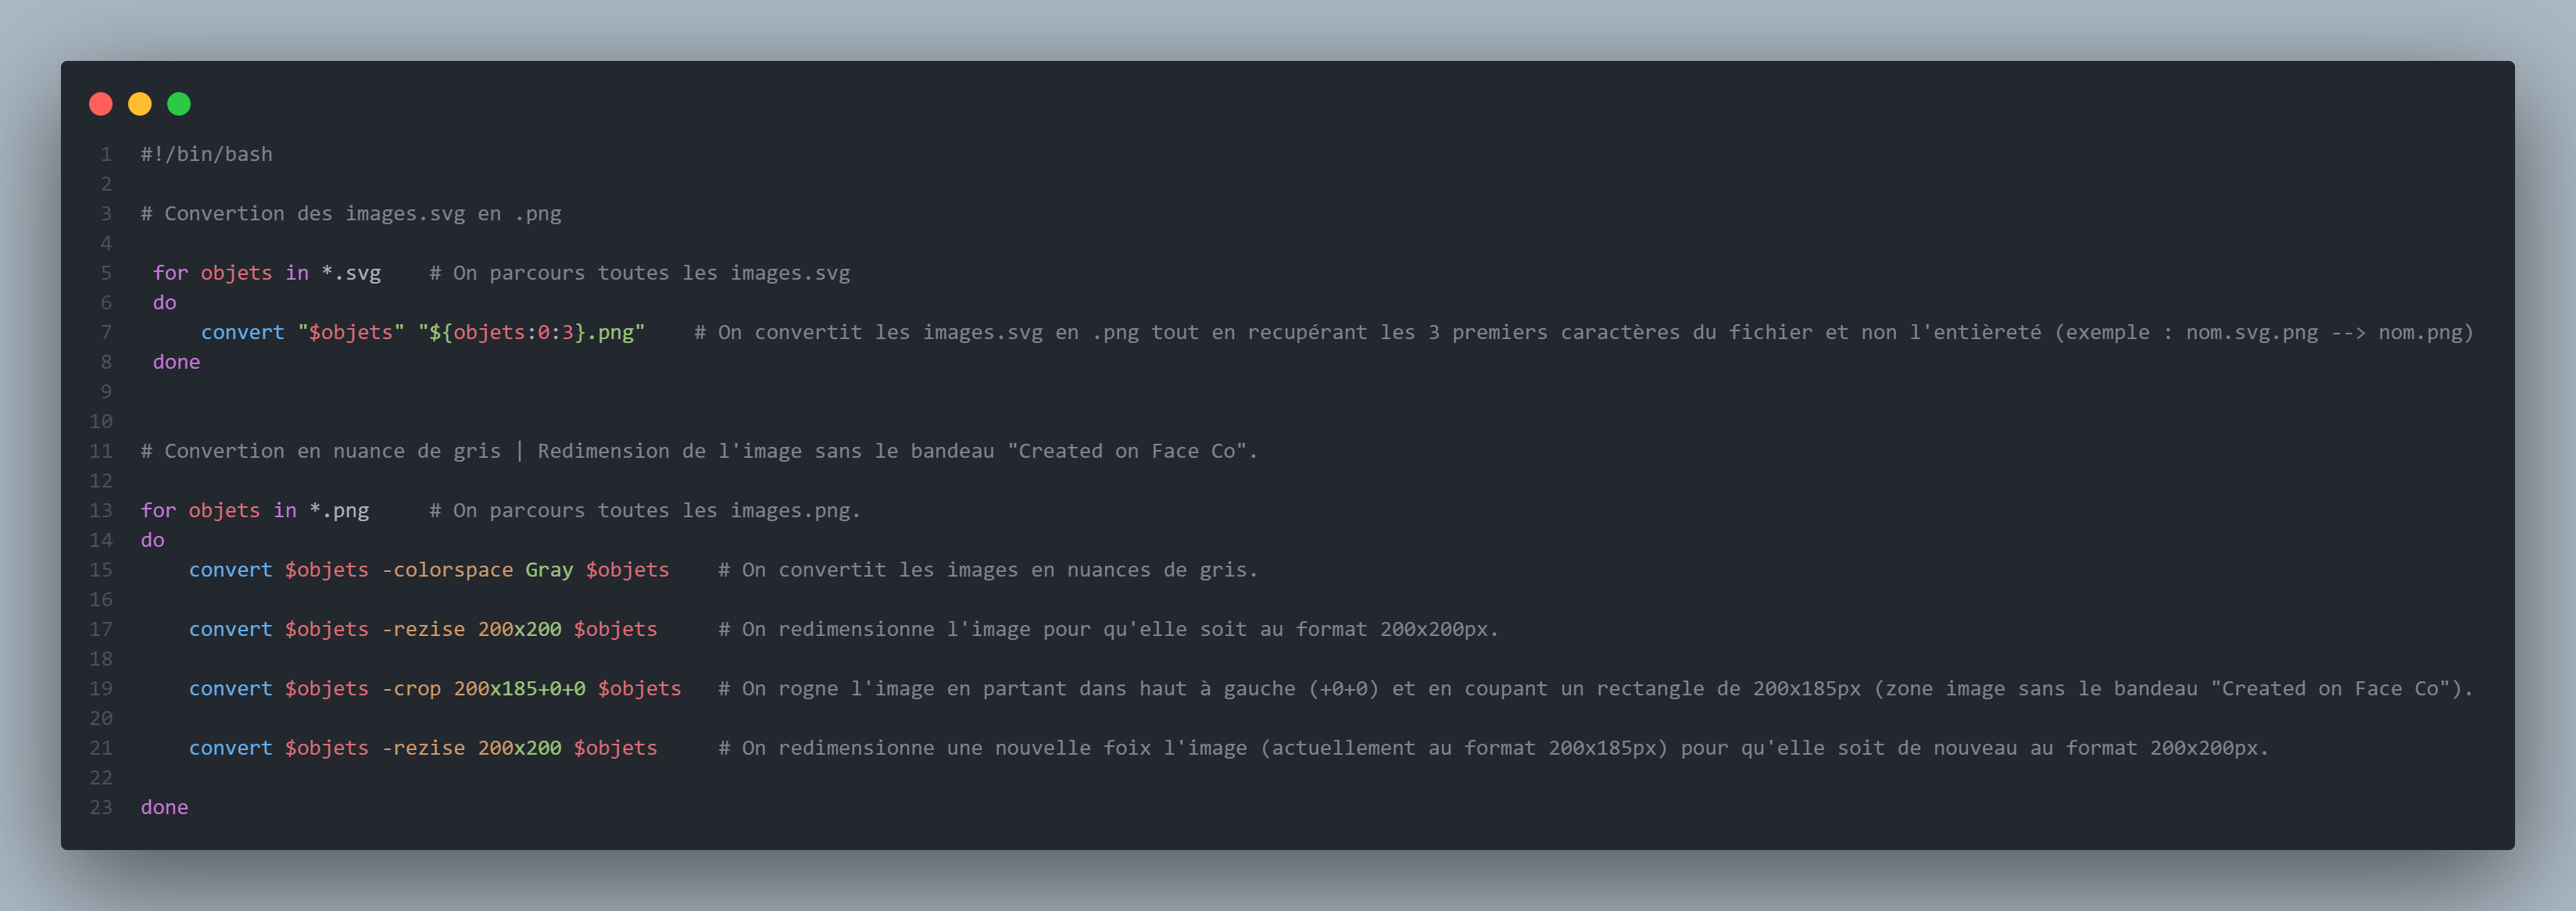 1 #!/bin/bash
2
3 # Convertion des images.svg en .png
4
5 for objets in *.svg    # On parcours toutes les images.svg
6 do
7     convert "$objets" "${objets:0:3}.png"    # On convertit les images.svg en .png tout en recupérant les 3 premiers caractères du fichier et non l'entièreté (exemple : nom.svg.png --> nom.png)
8 done
9
10
11 # Convertion en nuance de gris | Redimension de l'image sans le bandeau "Created on Face Co".
12
13 for objets in *.png     # On parcours toutes les images.png.
14 do
15     convert $objets -colorspace Gray $objets    # On convertit les images en nuances de gris.
16
17     convert $objets -rezise 200x200 $objets     # On redimensionne l'image pour qu'elle soit au format 200x200px.
18
19     convert $objets -crop 200x185+0+0 $objets   # On rogne l'image en partant dans haut à gauche (+0+0) et en coupant un rectangle de 200x185px (zone image sans le bandeau "Created on Face Co").
20
21     convert $objets -rezise 200x200 $objets     # On redimensionne une nouvelle foix l'image (actuellement au format 200x185px) pour qu'elle soit de nouveau au format 200x200px.
22
23 done